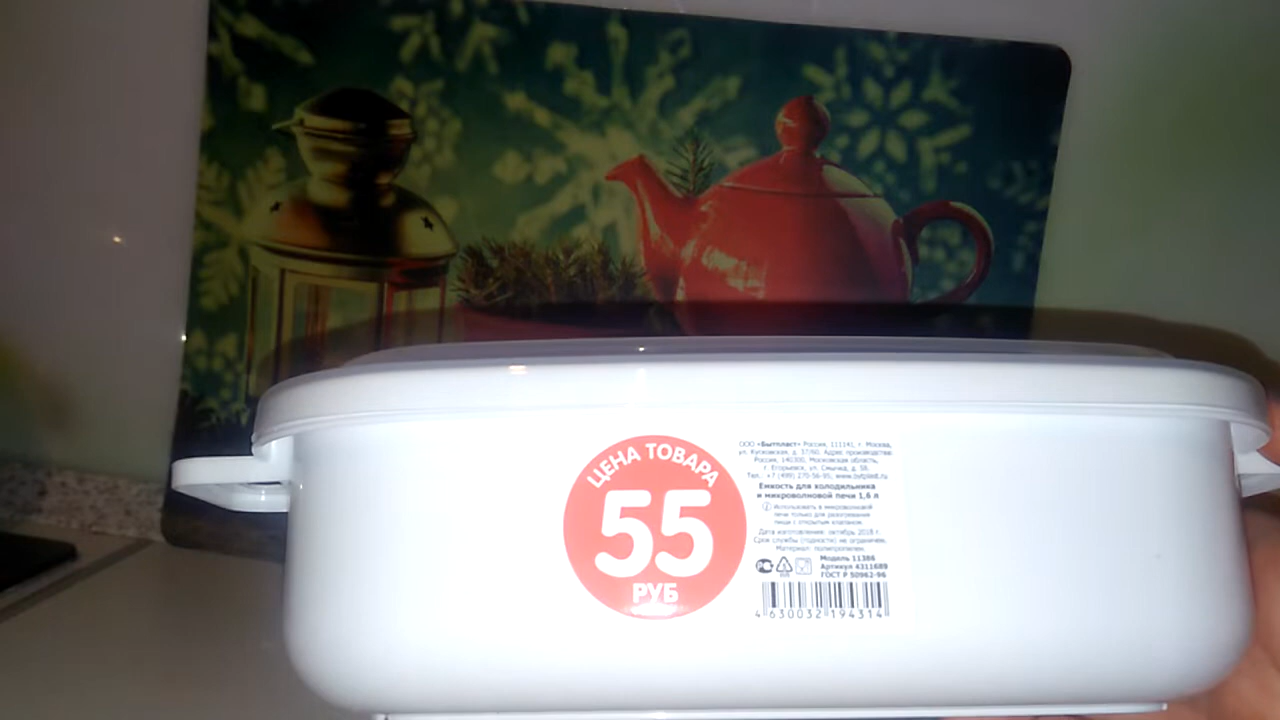 ЦЕНА ТОВАРА
55
РУБ
ООО «Бытпласт» Россия, 111141, г. Москва,
ул. Кусковская, д. 17/60. Адрес производства:
Россия, 140300, Московская область,
г. Егорьевск, ул. Смычка, д. 58.
Тел.: +7 (499) 270-56-95; www.bytplast.ru
Емкость для холодильника
и микроволновой печи 1,6 л
Использовать в микроволновой
печи только для разогревания
пищи с открытым клапаном.
Дата изготовления: октябрь 2018 г.
Срок службы (годности) не ограничен.
Материал: полипропилен.
Модель 11386
Артикул 4311689
ГОСТ Р 50962-96
4 630032 194314